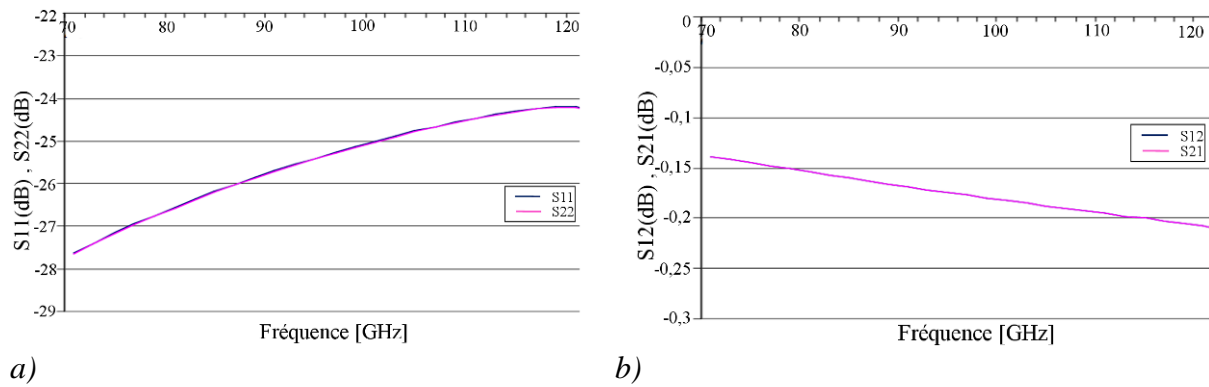 -22
70
80
90
100
110
120
-23
-24
-25
-26
-27
-28
-29
S11(dB) , S22(dB)
S11
S22
Fréquence [GHz]
a)
0
70
80
90
100
110
120
-0,05
-0,1
-0,15
-0,2
-0,25
-0,3
S12(dB) , S21(dB)
S12
S21
Fréquence [GHz]
b)